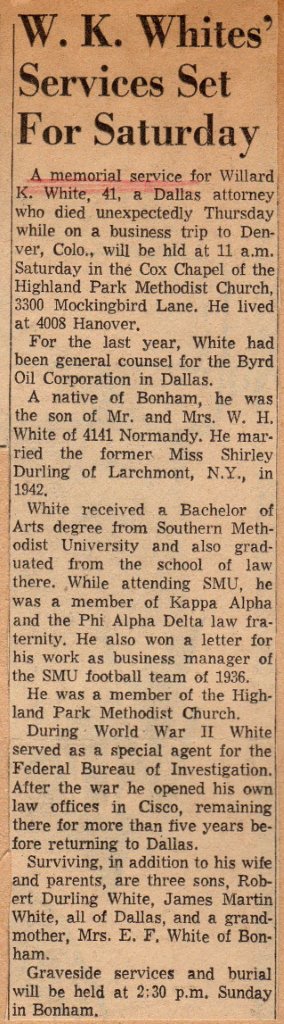 W. K. Whites'
Services Set
For Saturday
A memorial service for Willard
K. White, 41, a Dallas attorney
who died unexpectedly Thursday
while on a business trip to Den-
ver, Colo., will be hld at 11 a.m.
Saturday in the Cox Chapel of the
Highland Park Methodist Church,
3300 Mockingbird Lane. He lived
at 4008 Hanover.
For the last year, White had
been general counsel for the Byrd
Oil Corporation in Dallas.
A native of Bonham, he was
the son of Mr. and Mrs. W. H.
White of 4141 Normandy. He mar-
ried the former Miss Shirley
Durling of Larchmont, N.Y., in
1942.
White received a Bachelor of
Arts degree from Southern Meth-
odist University and also grad-
uated from the school of law
there. While attending SMU, he
was a member of Kappa Alpha
and the Phi Alpha Delta law fra-
ternity. He also won a letter for
his work as business manager of
the SMU football team of 1936.
He was a member of the High-
land Park Methodist Church.
During World War II White
served as a special agent for the
Federal Bureau of Investigation.
After the war he opened his own
law offices in Cisco, remaining
there for more than five years be-
fore returning to Dallas.
Surviving, in addition to his wife
and parents, are three sons, Rob-
ert Durling White, James Martin
White, all of Dallas, and a grand-
mother, Mrs. E. F. White of Bon-
ham.
Graveside services and burial
will be held at 2:30 p.m. Sunday
in Bonham.